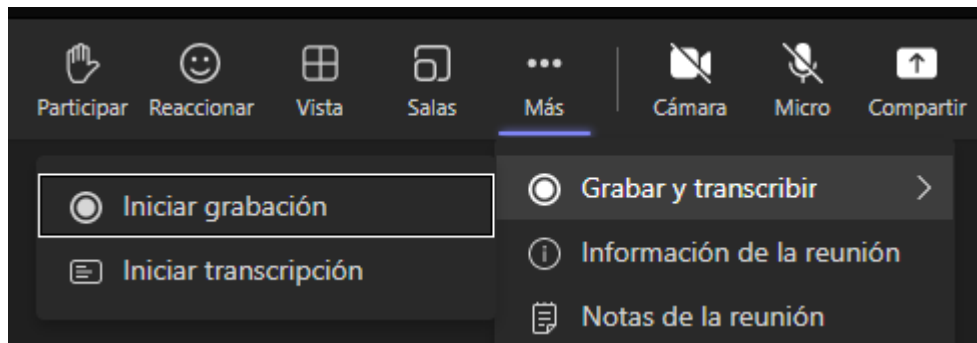 Participar Reaccionar Vista Salas Más Cámara Micro Compartir
Iniciar grabación
Iniciar transcripción
Grabar y transcribir
Información de la reunión
Notas de la reunión